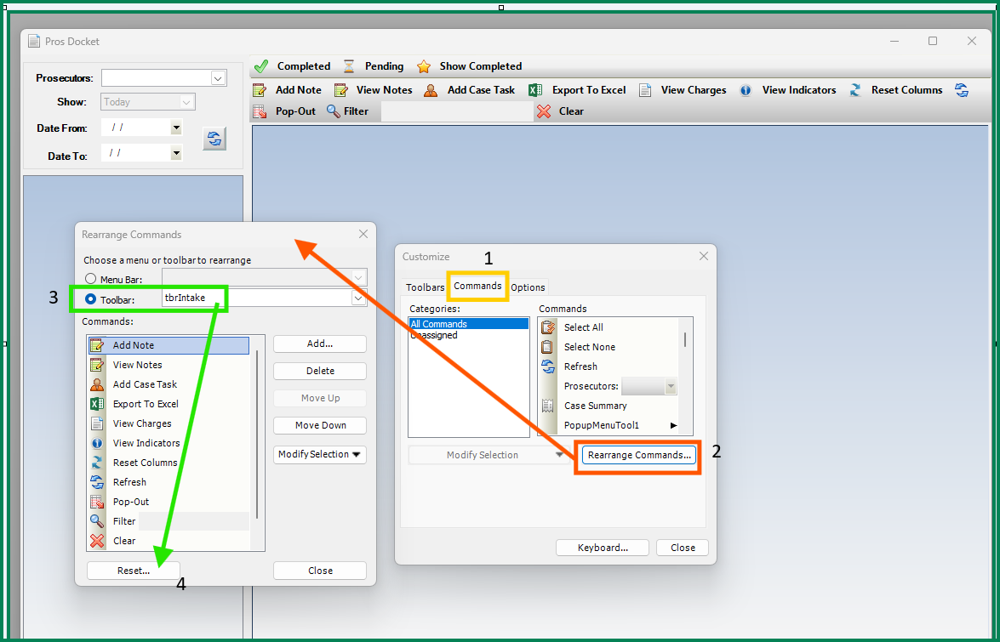 Pros Docket
Completed Pending Show Completed
Prosecutors:
Add Note View Notes Add Case Task Export To Excel View Charges View Indicators Reset Columns
Show: Today
Pop-Out Filter Clear
Date From: / /
Date To: / /
Rearrange Commands
Choose a menu or toolbar to rearrange
Menu Bar:
3
Toolbar: tbrIntake
Commands:
Add Note
View Notes
Add Case Task
Export To Excel
View Charges
View Indicators
Reset Columns
Refresh
Pop-Out
Filter
Clear
Add...
Delete
Move Up
Move Down
Modify Selection
Reset... Close
4
Customize
1
Toolbars Commands Options
Categories:
All Commands
Unassigned
Commands
Select All
Select None
Refresh
Prosecutors:
Case Summary
PopupMenuTool1
Modify Selection Rearrange Commands...
2
Keyboard... Close